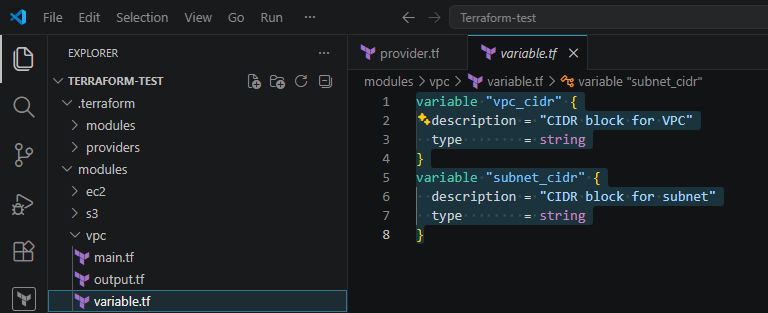 File Edit Selection View Go Run ··· Terraform-test
EXPLORER ···
TERRAFORM-TEST
.terraform
modules
providers
modules
ec2
s3
vpc
main.tf
output.tf
variable.tf
provider.tf variable.tf
modules > vpc > variable.tf > variable "subnet_cidr"
1 variable "vpc_cidr" {
2 description = "CIDR block for VPC"
3 type = string
4 }
5 variable "subnet_cidr" {
6 description = "CIDR block for subnet"
7 type = string
8 }